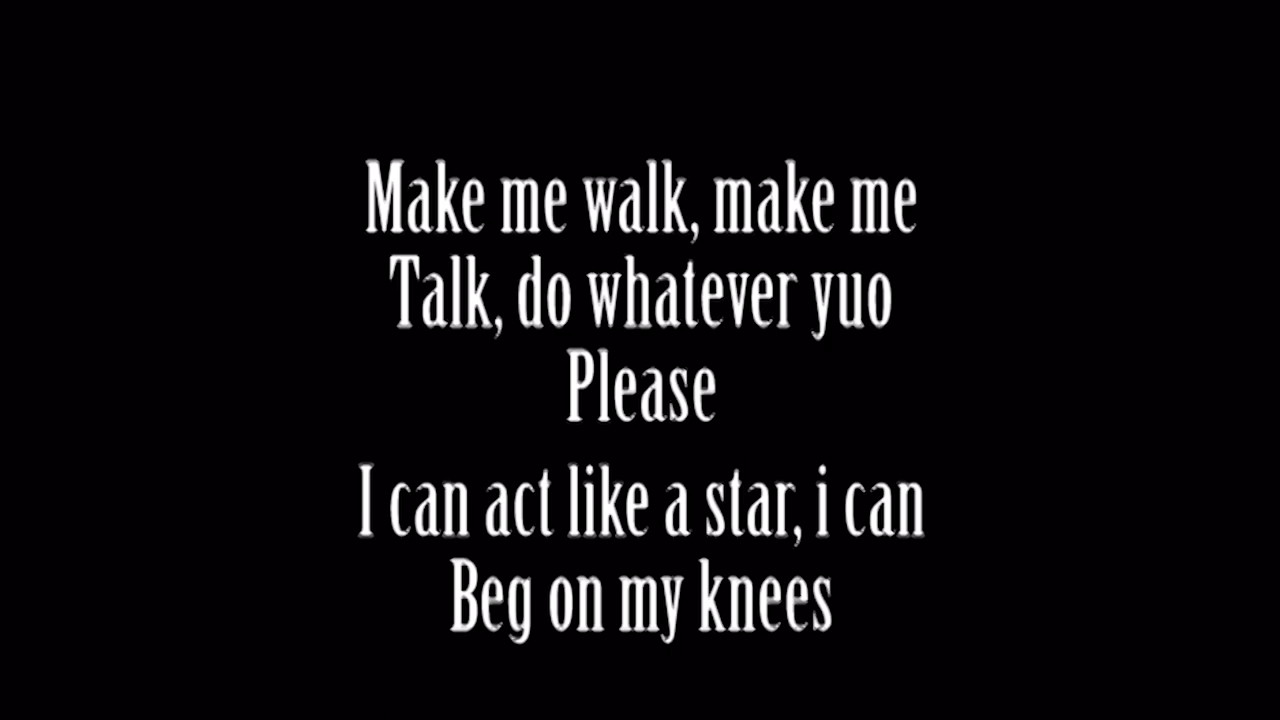 Make me walk, make me
Talk, do whatever yuo
Please
I can act like a star, i can
Beg on my knees